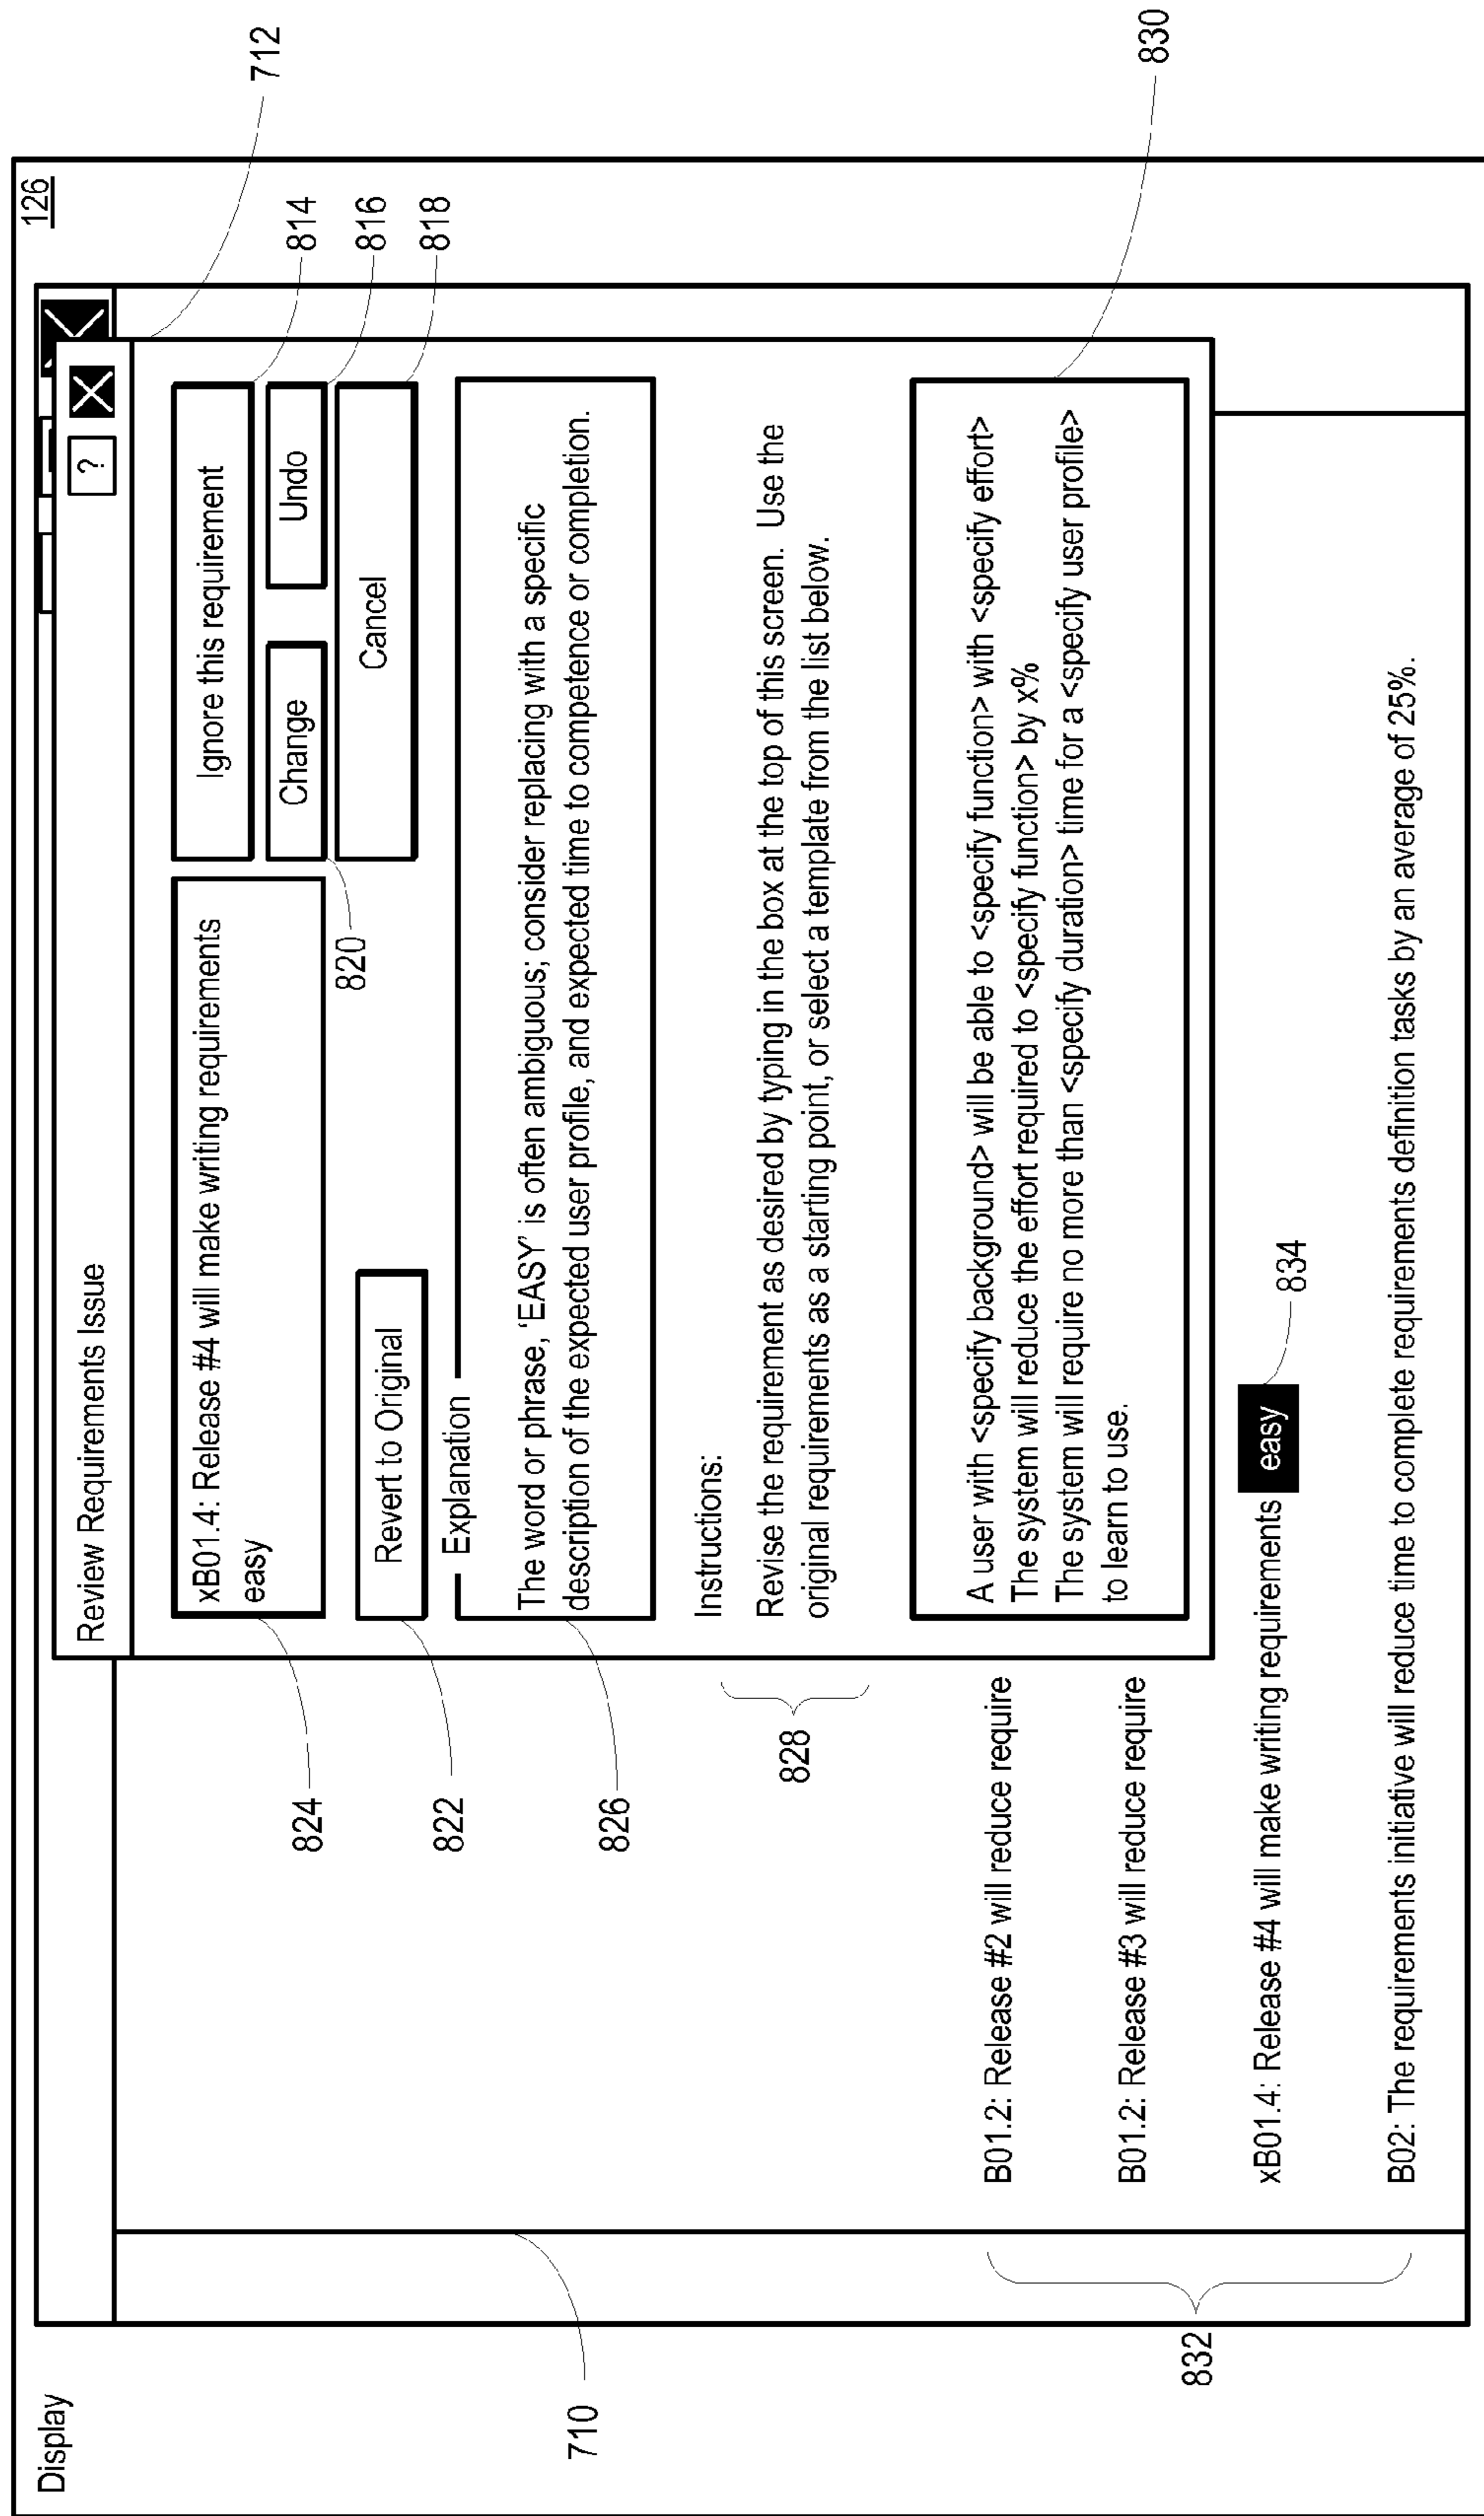 Display
126
712
Review Requirements Issue
?
xB01.4: Release #4 will make writing requirements
easy
Ignore this requirement
Change
Undo
Cancel
814
816
818
820
824
Revert to Original
822
Explanation
The word or phrase, ‘EASY’ is often ambiguous; consider replacing with a specific
description of the expected user profile, and expected time to competence or completion.
826
Instructions:
Revise the requirement as desired by typing in the box at the top of this screen. Use the
original requirements as a starting point, or select a template from the list below.
828
710
A user with <specify background> will be able to <specify function> with <specify effort>
The system will reduce the effort required to <specify function> by x%
The system will require no more than <specify duration> time for a <specify user profile>
to learn to use.
830
B01.2: Release #2 will reduce require
B01.2: Release #3 will reduce require
xB01.4: Release #4 will make writing requirements easy
834
B02: The requirements initiative will reduce time to complete requirements definition tasks by an average of 25%.
832